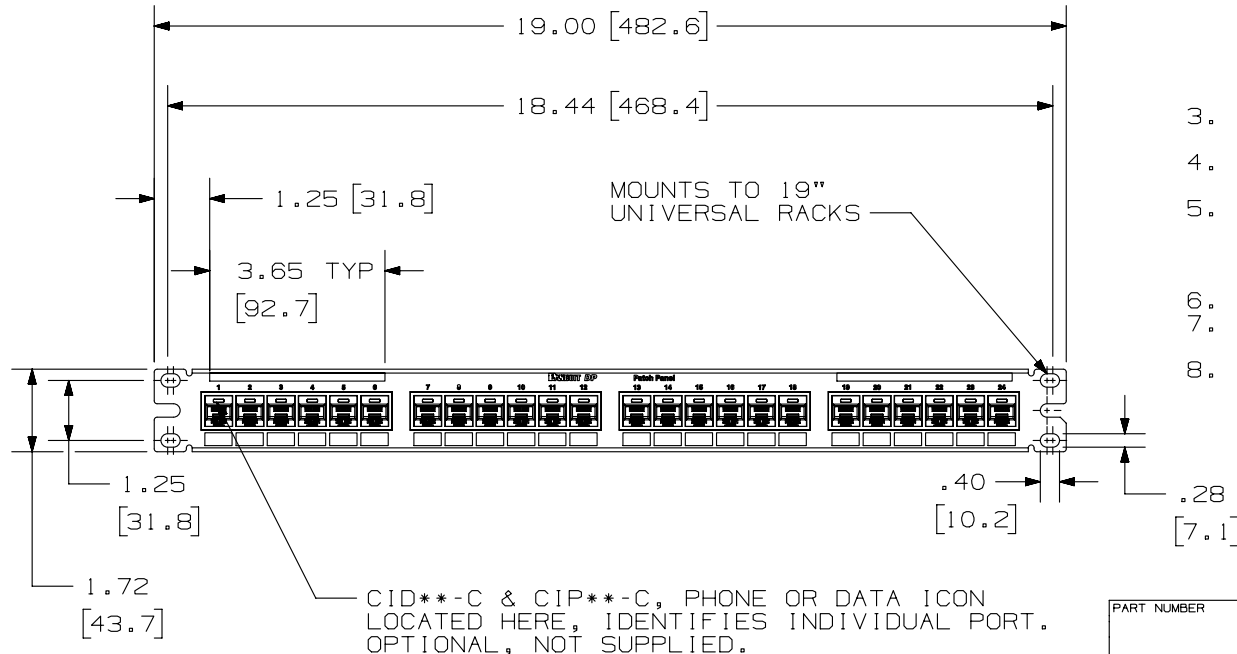 19.00 [482.6]
18.44 [468.4]
3.
4.
MOUNTS TO 19"
UNIVERSAL RACKS
1.25 [31.8]
5.
3.65 TYP
[92.7]
6.
7.
8.
PANDUIT DP Patch Panel
1 2 3 4 5 6 7 8 9 10 11 12 13 14 15 16 17 18 19 20 21 22 23 24
1.25
[31.8]
.40
[10.2]
.28
[7.1]
1.72
[43.7]
CID**-C & CIP**-C, PHONE OR DATA ICON
LOCATED HERE, IDENTIFIES INDIVIDUAL PORT.
OPTIONAL, NOT SUPPLIED.
PART NUMBER